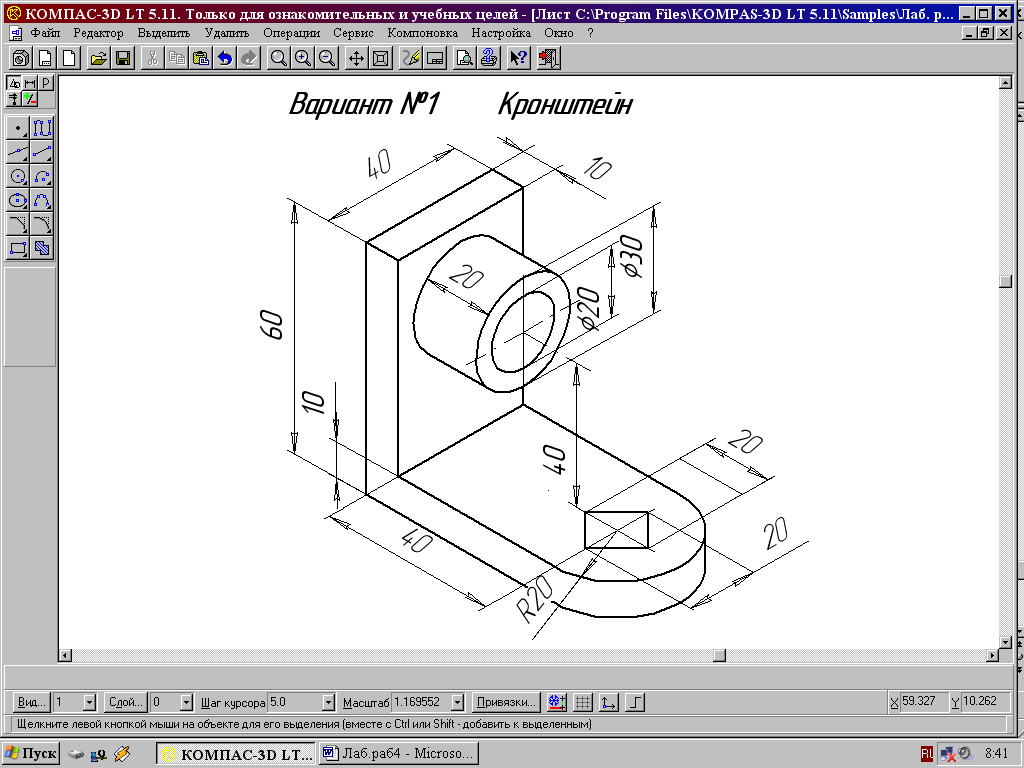 КОМПАС-3D LT 5.11. Только для ознакомительных и учебных целей - [Лист C:\Program Files\KOMPAS-3D LT 5.11\Samples\Лаб. р...
Файл Редактор Выделить Удалить Операции Сервис Компоновка Настройка Окно ?
Вариант №1 Кронштейн
40
10
20
ϕ30
ϕ20
60
10
40
20
40
20
R20
Вид... 1 Слой... 0 Шаг курсора 5.0 Масштаб 1.169552 Привязки... X 59.327 Y 10.262
Щелкните левой кнопкой мыши на объекте для его выделения (вместе с Ctrl или Shift - добавить к выделенным)
Пуск КОМПАС-3D LT... Лаб.раб4 - Microso... RL 8:41